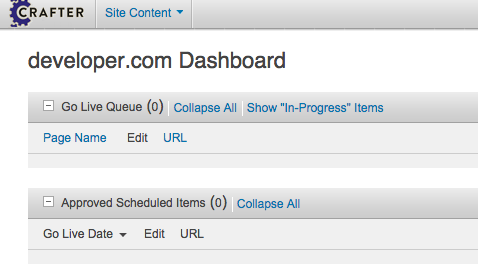 CRAFTER Site Content
developer.com Dashboard
Go Live Queue (0) Collapse All Show "In-Progress" Items
Page Name Edit URL
Approved Scheduled Items (0) Collapse All
Go Live Date Edit URL